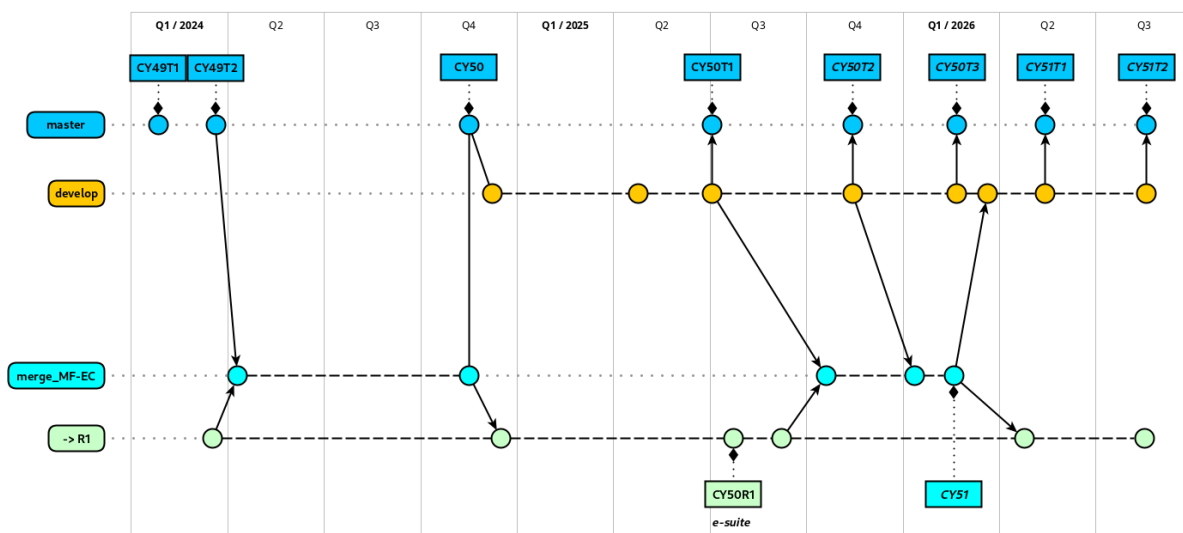 Q1 / 2024 Q2 Q3 Q4 Q1 / 2025 Q2 Q3 Q4 Q1 / 2026 Q2 Q3
CY49T1 CY49T2 CY50 CY50T1 CY50T2 CY50T3 CY51T1 CY51T2
master
develop
merge_MF-EC
-> R1
CY50R1 CY51
e-suite